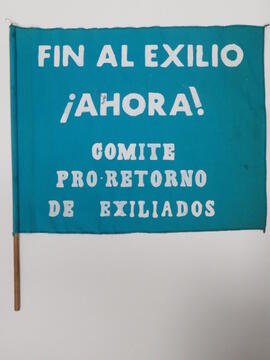 FIN AL EXILIO
¡AHORA!
COMITE
PRO-RETORNO
DE EXILIADOS